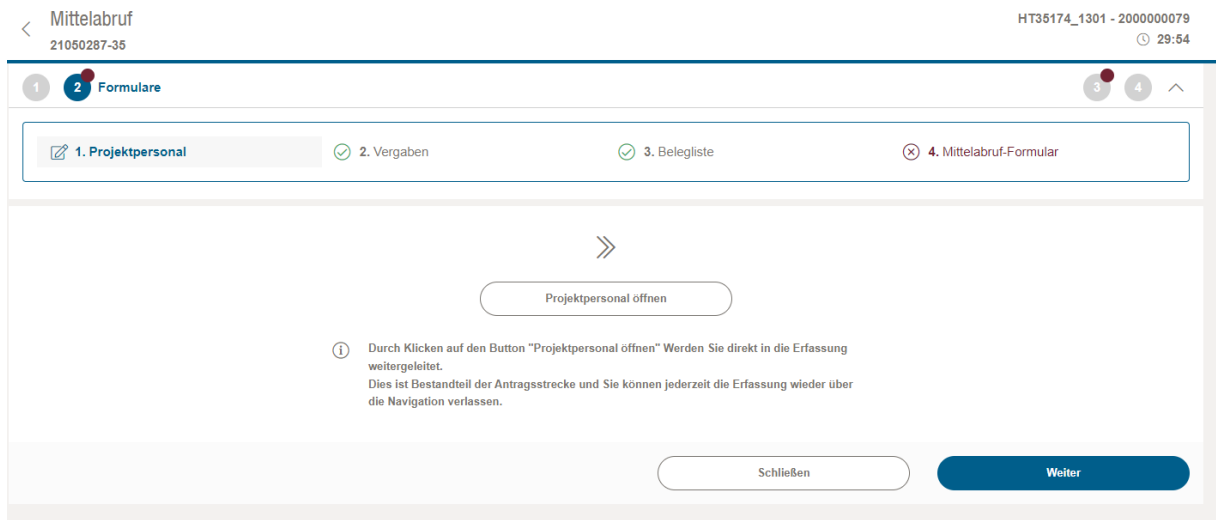 Mittelabruf
21050287-35
HT35174_1301 - 2000000079
29:54
1 2 Formulare 3 4
1. Projektpersonal 2. Vergaben 3. Belegliste 4. Mittelabruf-Formular
Projektpersonal öffnen
Durch Klicken auf den Button "Projektpersonal öffnen" Werden Sie direkt in die Erfassung
weitergeleitet.
Dies ist Bestandteil der Antragsstrecke und Sie können jederzeit die Erfassung wieder über
die Navigation verlassen.
Schließen Weiter